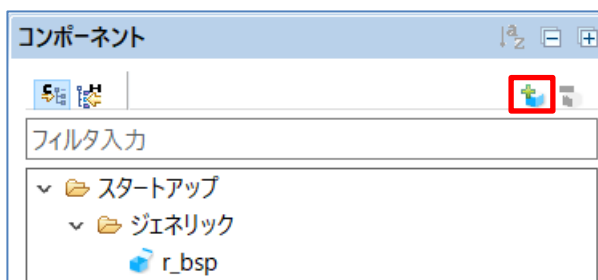 コンポーネント
フィルタ入力
スタートアップ
ジェネリック
r_bsp